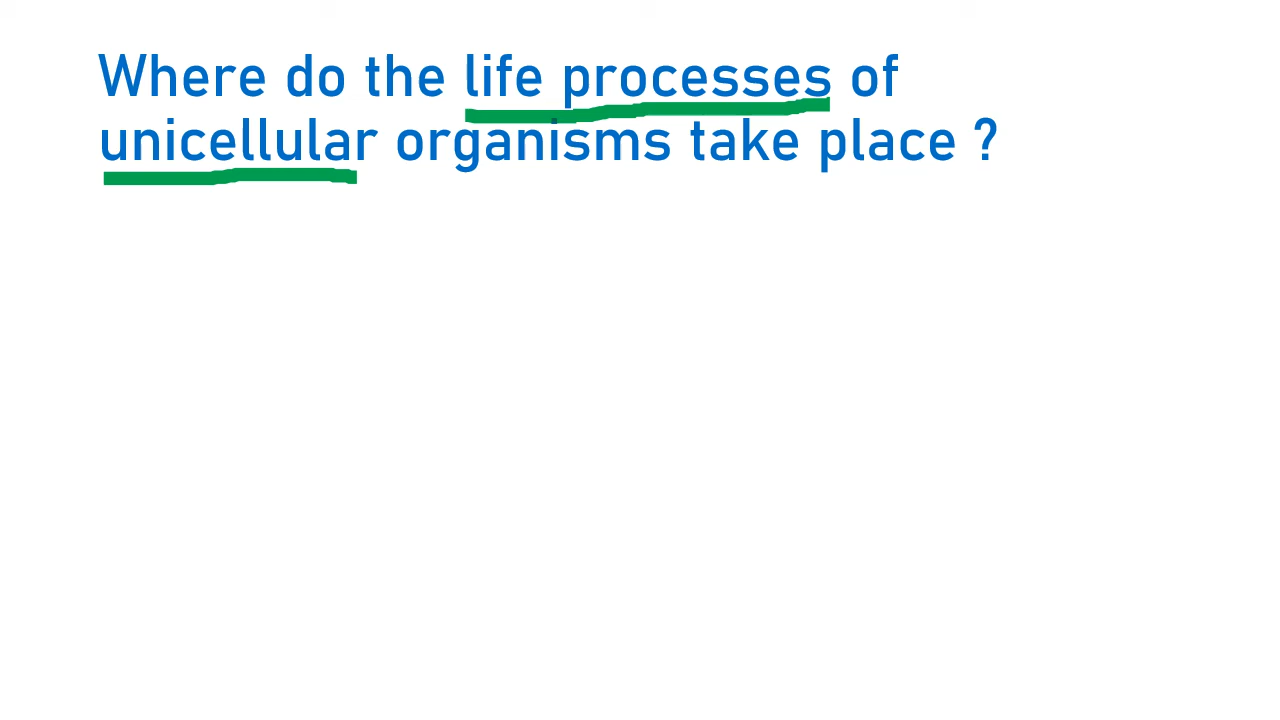 Where do the life processes of
unicellular organisms take place ?